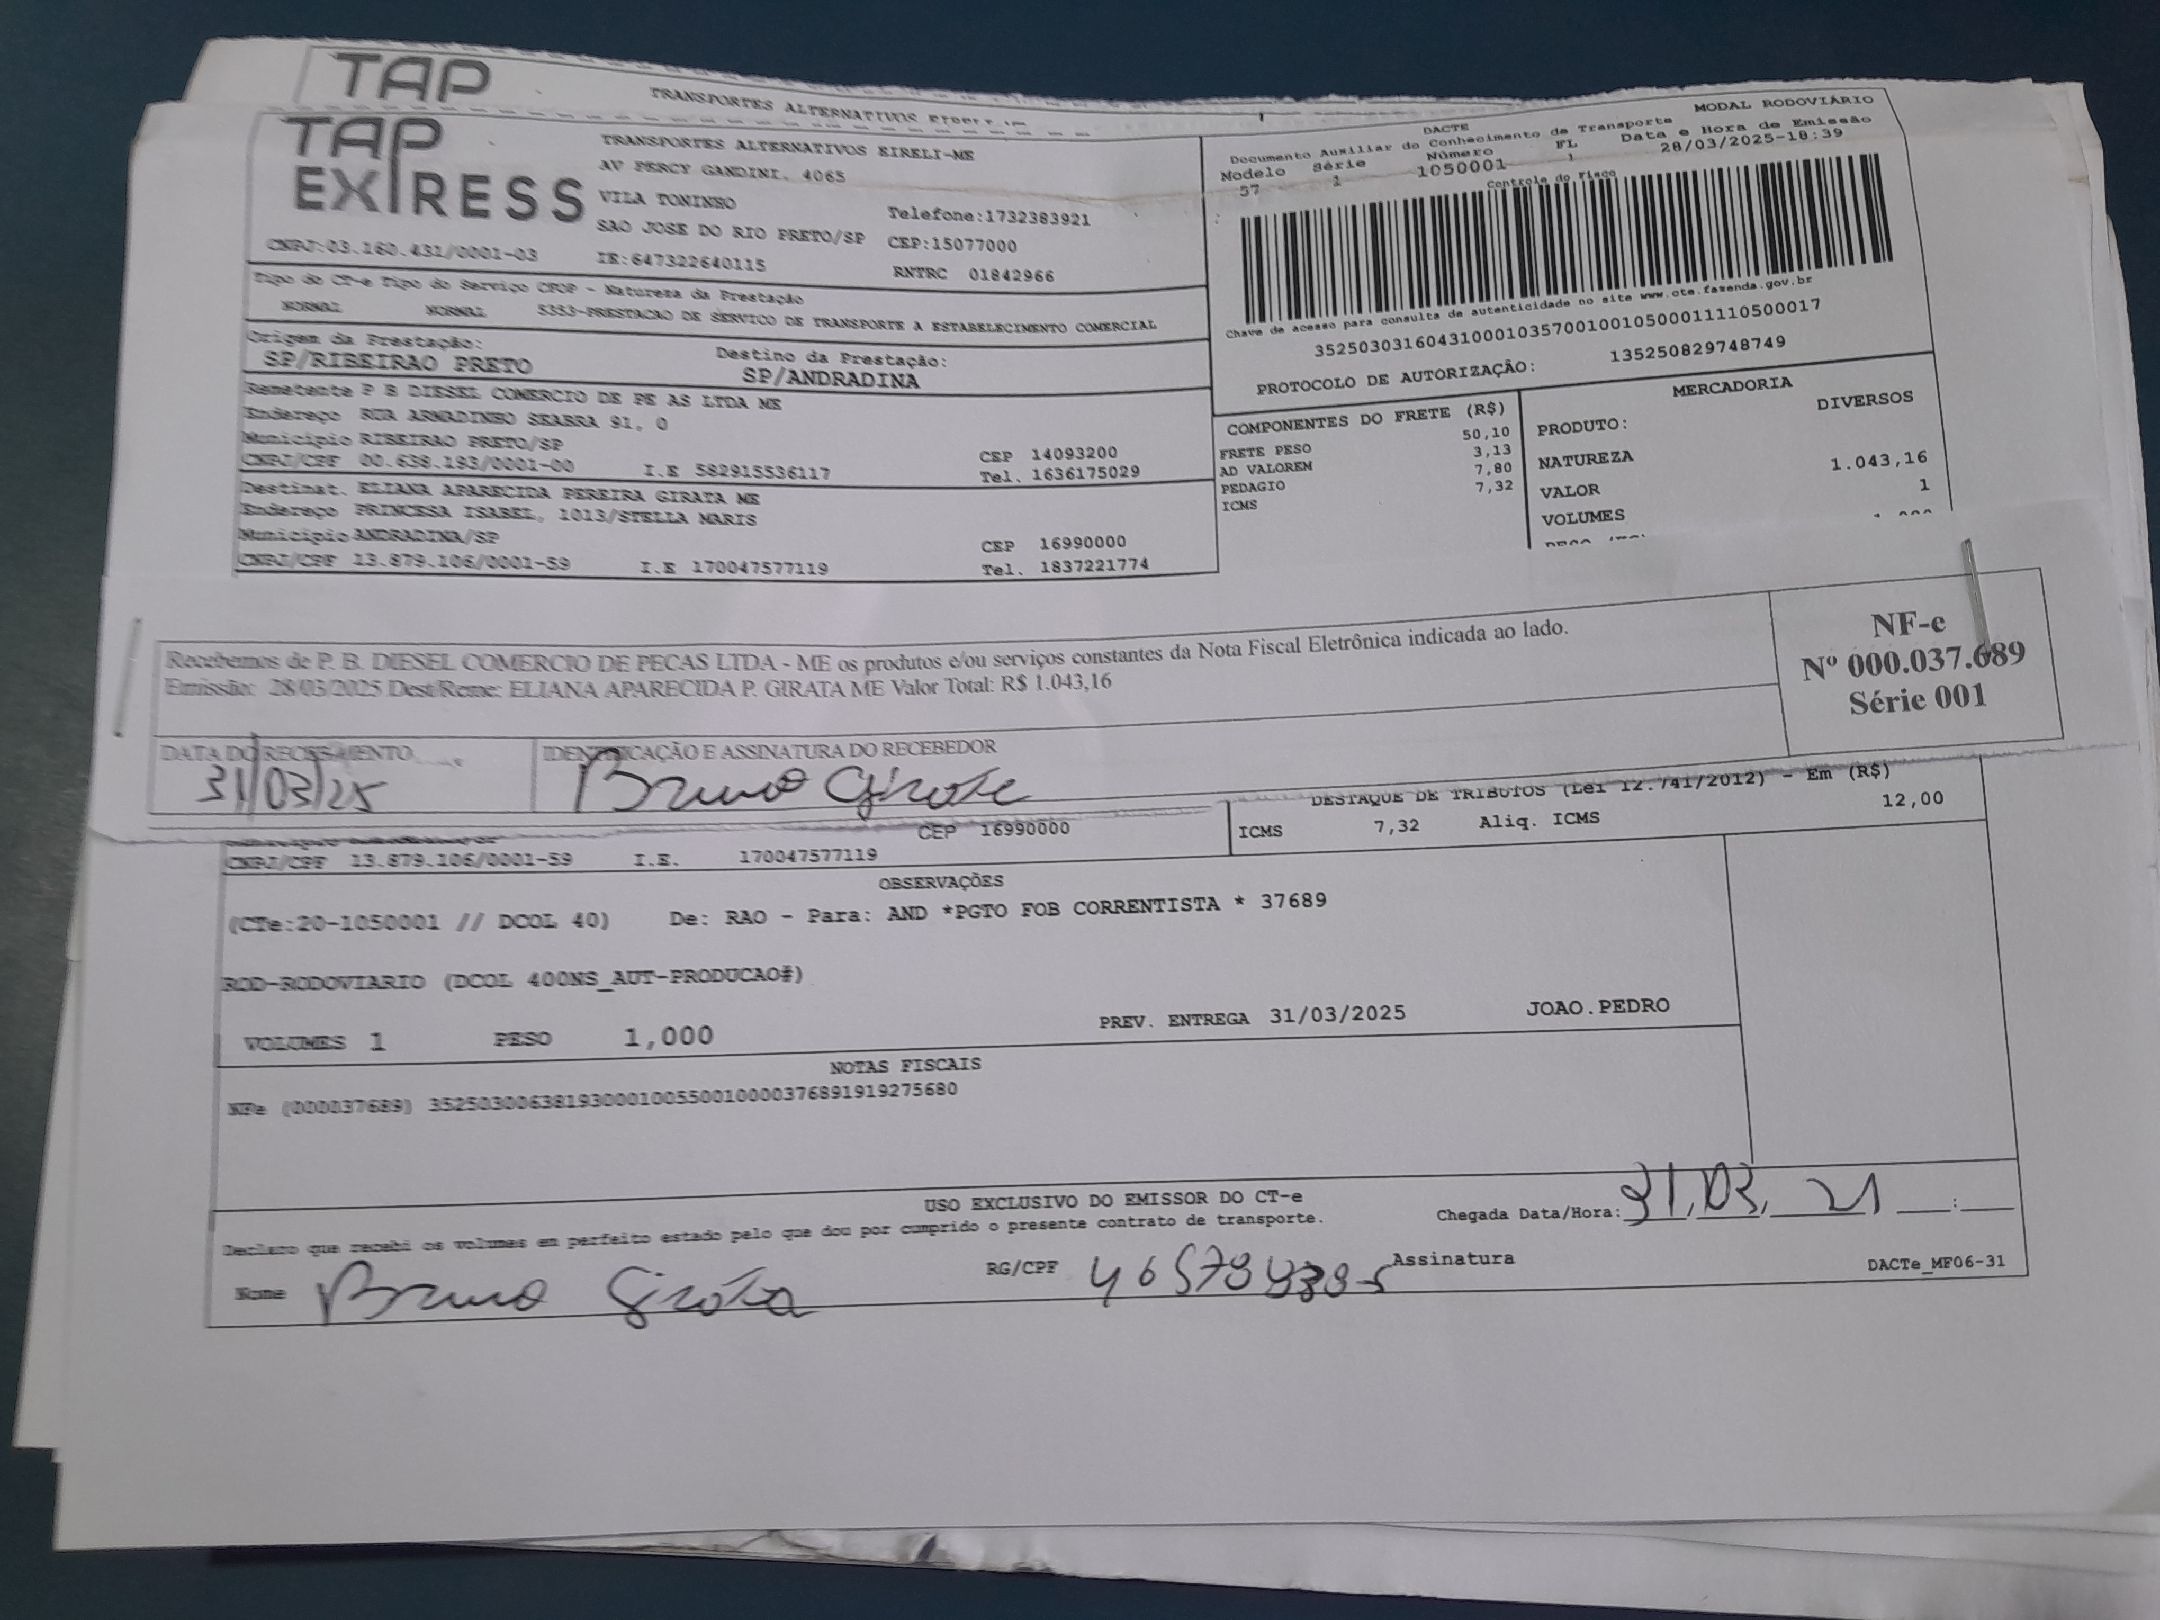 TAP
TRANSPORTES ALTERNATIVOS
TAP
EXPRESS
TRANSPORTES ALTERNATIVOS EIRELI-ME
AV PERCY GANDINI, 4065
VILA TONINHO
Telefone:1732383921
SAO JOSE DO RIO PRETO/SP CEP:15077000
CNPJ:03.160.431/0001-03 IE:647322640115 RNTRC 01842966
DACTE MODAL RODOVIÁRIO
Documento Auxiliar do Conhecimento de Transporte
Modelo Série Número FL Data e Hora de Emissão
57 1 1050001 1 28/03/2025-18:39
Controle do Fisco
Chave de acesso para consulta de autenticidade no site www.cte.fazenda.gov.br
35250303160431000103570010010500011110500017
PROTOCOLO DE AUTORIZAÇÃO: 135250829748749
Tipo do CT-e Tipo do Serviço CFOP - Natureza da Prestação
NORMAL NORMAL 5353-PRESTACAO DE SERVICO DE TRANSPORTE A ESTABELECIMENTO COMERCIAL
Origem da Prestação: Destino da Prestação:
SP/RIBEIRAO PRETO SP/ANDRADINA
Remetente P B DIESEL COMERCIO DE PE AS LTDA ME
Endereço RUA ARMADINHO SEABRA 91, 0
Município RIBEIRAO PRETO/SP CEP 14093200
CNPJ/CPF 00.638.193/0001-00 I.E 582915536117 Tel. 1636175029
Destinat. ELIANA APARECIDA PEREIRA GIRATA ME
Endereço PRINCESA ISABEL, 1013/STELLA MARIS
Município ANDRADINA/SP CEP 16990000
CNPJ/CPF 13.879.106/0001-59 I.E 170047577119 Tel. 1837221774
COMPONENTES DO FRETE (R$)
FRETE PESO 50,10
AD VALOREM 3,13
PEDAGIO 7,80
ICMS 7,32
MERCADORIA
PRODUTO: DIVERSOS
NATUREZA
VALOR 1.043,16
VOLUMES 1
Recebemos de P. B. DIESEL COMERCIO DE PECAS LTDA - ME os produtos e/ou serviços constantes da Nota Fiscal Eletrônica indicada ao lado.
Emissão: 28/03/2025 Dest/Reme: ELIANA APARECIDA P. GIRATA ME Valor Total: R$ 1.043,16
NF-e
Nº 000.037.689
Série 001
DATA DO RECEBIMENTO IDENTIFICAÇÃO E ASSINATURA DO RECEBEDOR
31/03/25 Bruno Girote
DESTAQUE DE TRIBUTOS (Lei 12.741/2012) - Em (R$)
CEP 16990000
ICMS 7,32 Aliq. ICMS 12,00
CNPJ/CPF 13.879.106/0001-59 I.E. 170047577119
OBSERVAÇÕES
(CTe:20-1050001 // DCOL 40) De: RAO - Para: AND *PGTO FOB CORRENTISTA * 37689
ROD-RODOVIARIO (DCOL 400NS_AUT-PRODUCAO#)
VOLUMES 1 PESO 1,000 PREV. ENTREGA 31/03/2025 JOAO.PEDRO
NOTAS FISCAIS
NFe (000037689) 35250300638193000100550010000376891919275680
USO EXCLUSIVO DO EMISSOR DO CT-e
Declaro que recebi os volumes em perfeito estado pelo que dou por cumprido o presente contrato de transporte.
Chegada Data/Hora: 31,03, 21 :
Nome Bruno Girota RG/CPF Assinatura
DACTe_MF06-31